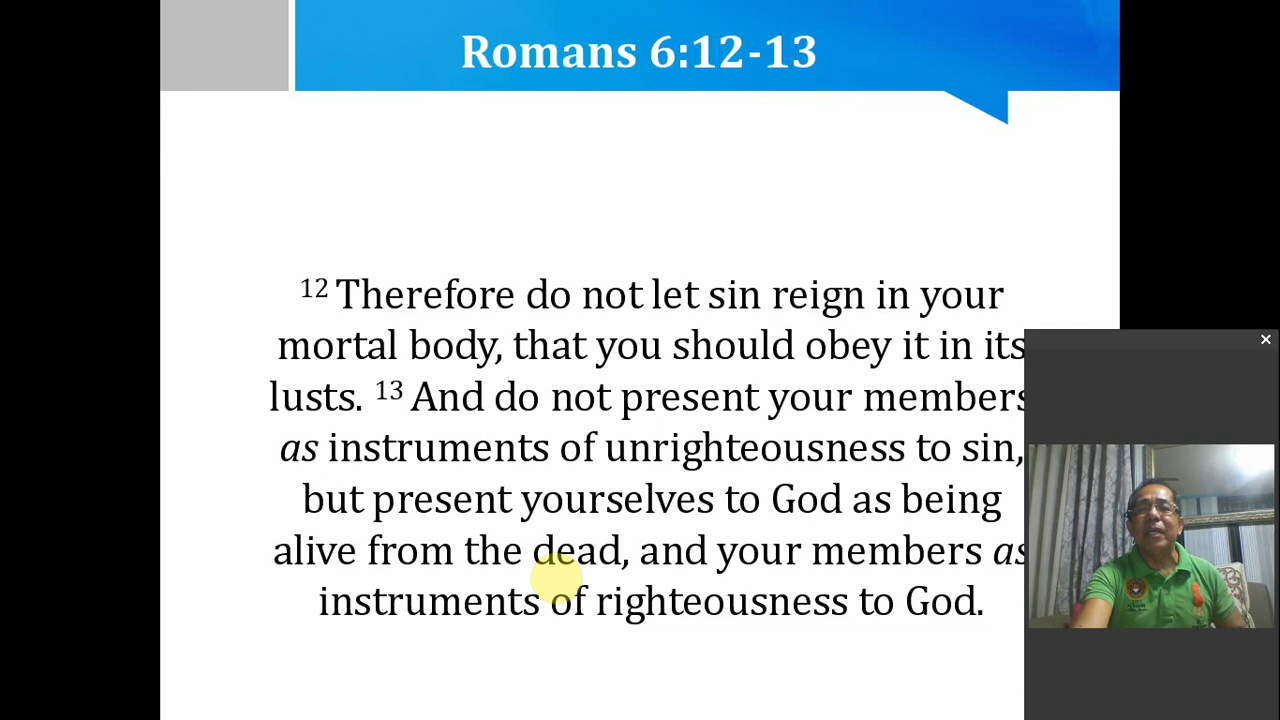 Romans 6:12-13
12 Therefore do not let sin reign in your
mortal body, that you should obey it in its
lusts. 13 And do not present your members
as instruments of unrighteousness to sin,
but present yourselves to God as being
alive from the dead, and your members as
instruments of righteousness to God.